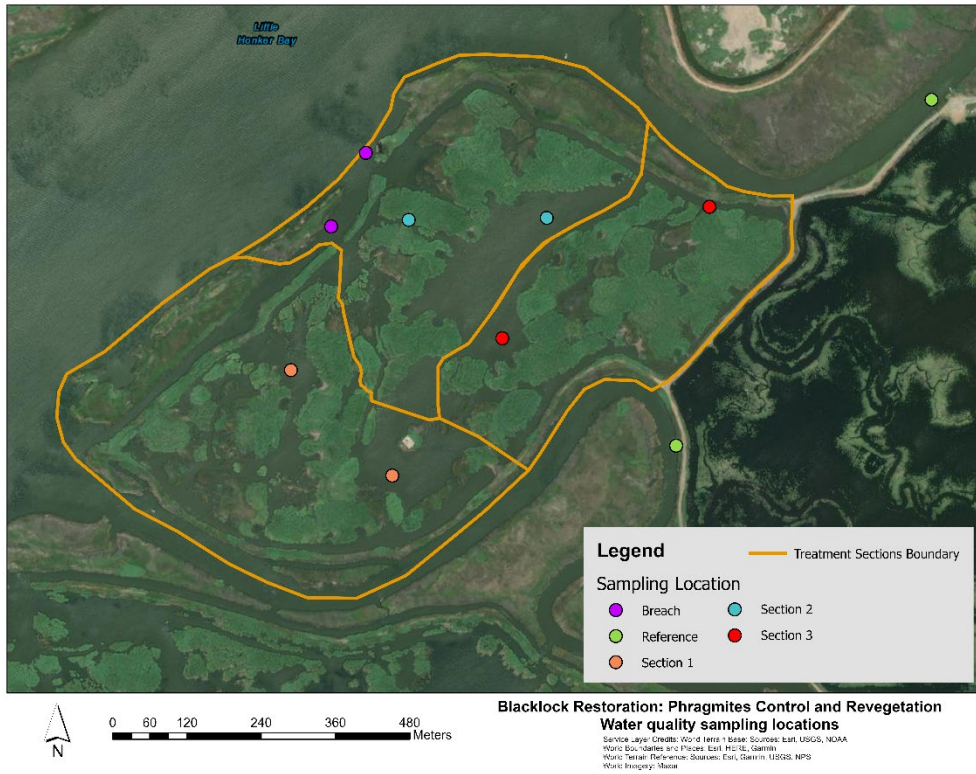 Little
Honker Bay
Legend
Treatment Sections Boundary
Sampling Location
Breach
Section 2
Reference
Section 3
Section 1
N
0 60 120 240 360 480
Meters
Blacklock Restoration: Phragmites Control and Revegetation
Water quality sampling locations
Service Layer Credits: World Terrain Base: Sources: Esri, USGS, NOAA
World Boundaries and Places: Esri, HERE, Garmin
World Terrain Reference: Sources: Esri, Garmin, USGS, NPS
World Imagery: Maxar